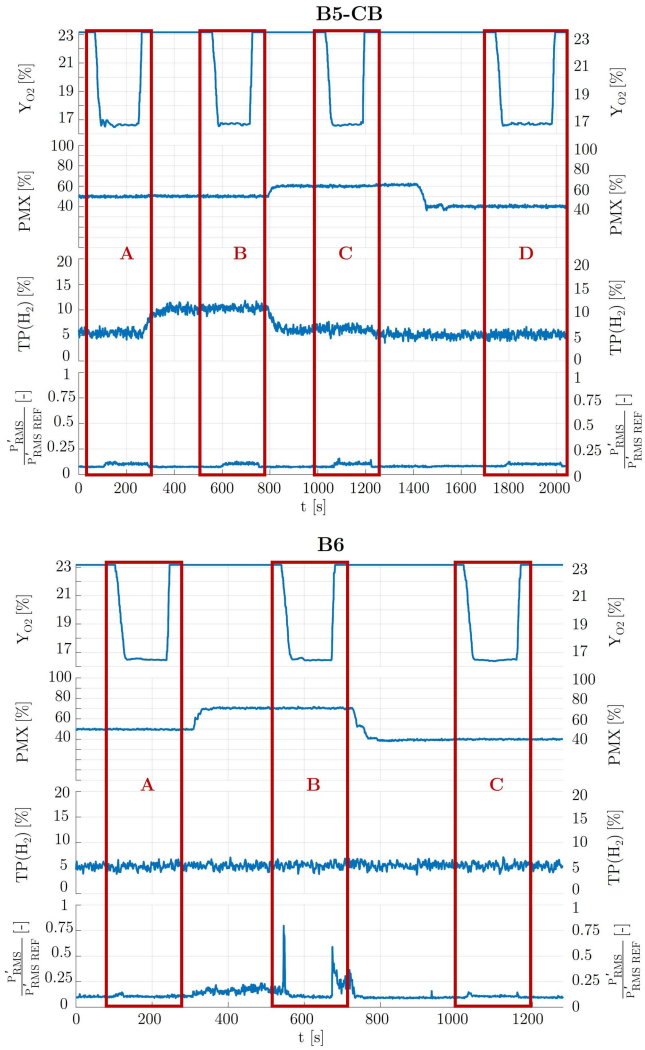 B5-CB
23 23
21 21
19 19
17 17
Y_O2 [%] Y_O2 [%]
100 100
80 80
60 60
40 40
PMX [%] PMX [%]
A B C D
20 20
15 15
10 10
5 5
0 0
TP(H_2) [%] TP(H_2) [%]
1 1
0.75 0.75
0.5 0.5
0.25 0.25
0 0
P'_RMS / P'_RMS REF [-] P'_RMS / P'_RMS REF [-]
0 200 400 600 800 1000 1200 1400 1600 1800 2000
t [s]
B6
23 23
21 21
19 19
17 17
Y_O2 [%] Y_O2 [%]
100 100
80 80
60 60
40 40
PMX [%] PMX [%]
A B C
20 20
15 15
10 10
5 5
0 0
TP(H_2) [%] TP(H_2) [%]
1 1
0.75 0.75
0.5 0.5
0.25 0.25
0 0
P'_RMS / P'_RMS REF [-] P'_RMS / P'_RMS REF [-]
0 200 400 600 800 1000 1200
t [s]